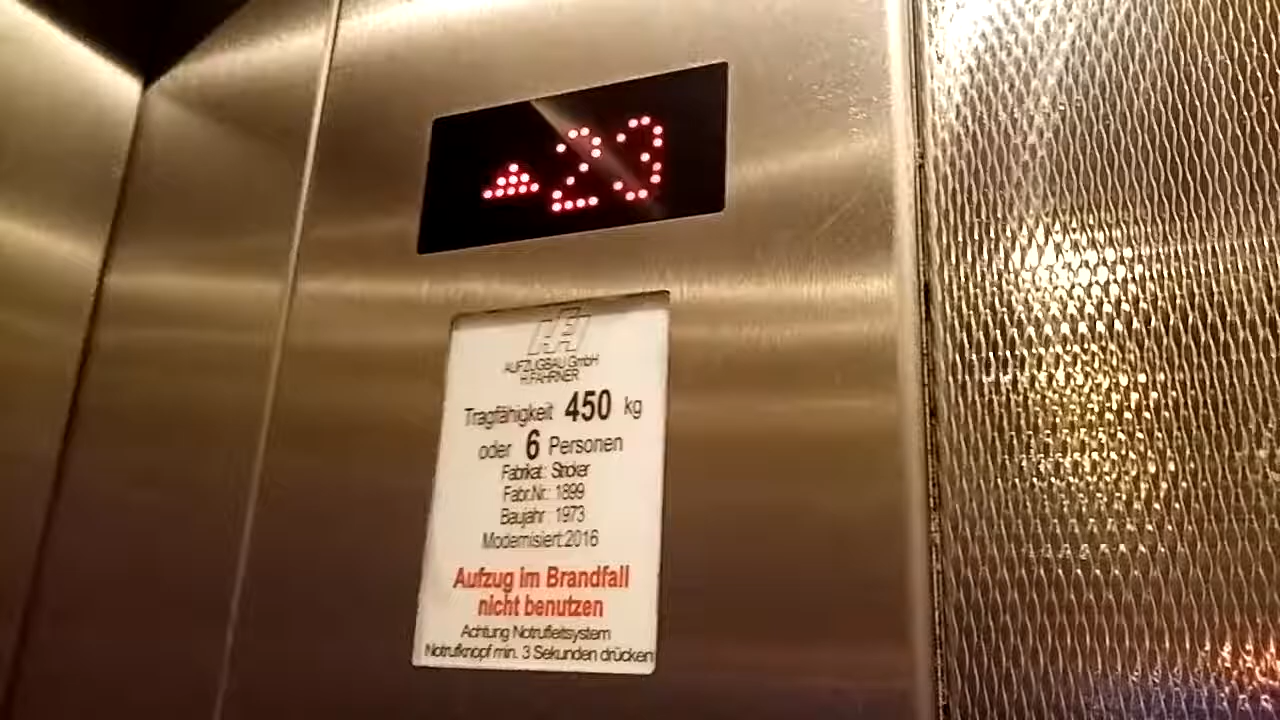 23
AUFZUGBAU GmbH
H.FAHRNER
Tragfähigkeit 450 kg
oder 6 Personen
Fabrikat: Stricker
Fabr.Nr.: 1899
Baujahr: 1973
Modernisiert:2016
Aufzug im Brandfall
nicht benutzen
Achtung Notrufleitsystem
Notrufknopf min. 3 Sekunden drücken